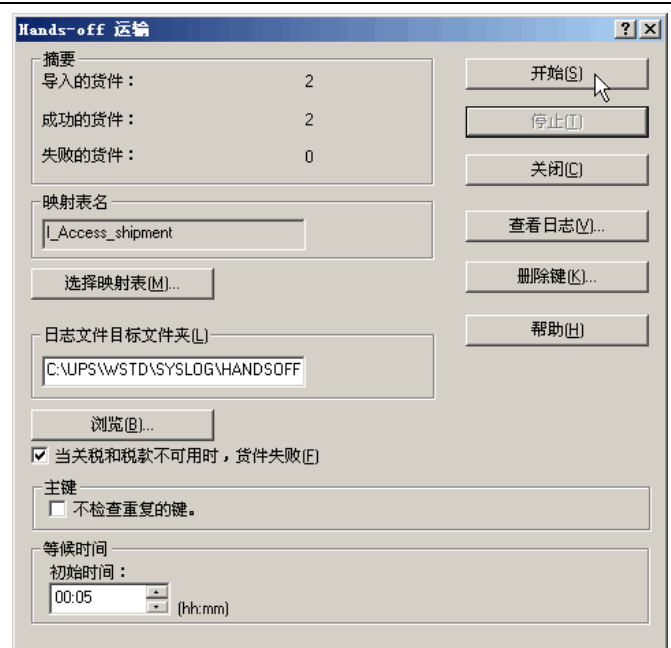 Hands-off 运输
摘要
导入的货件： 2
成功的货件： 2
失败的货件： 0
映射表名
I_Access_shipment
选择映射表(M)...
日志文件目标文件夹(L)
C:\UPS\WSTD\SYSLOG\HANDSOFF
浏览(B)...
当关税和税款不可用时，货件失败(F)
主键
不检查重复的键。
等候时间
初始时间：
00:05
(hh:mm)
开始(S)
停止(T)
关闭(C)
查看日志(V)...
删除键(K)...
帮助(H)